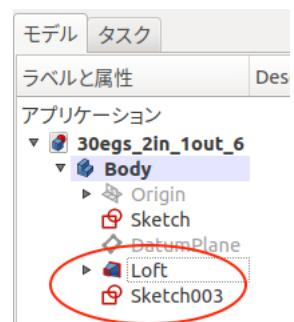 モデル タスク
ラベルと属性 Des
アプリケーション
30egs_2in_1out_6
Body
Origin
Sketch
DatumPlane
Loft
Sketch003